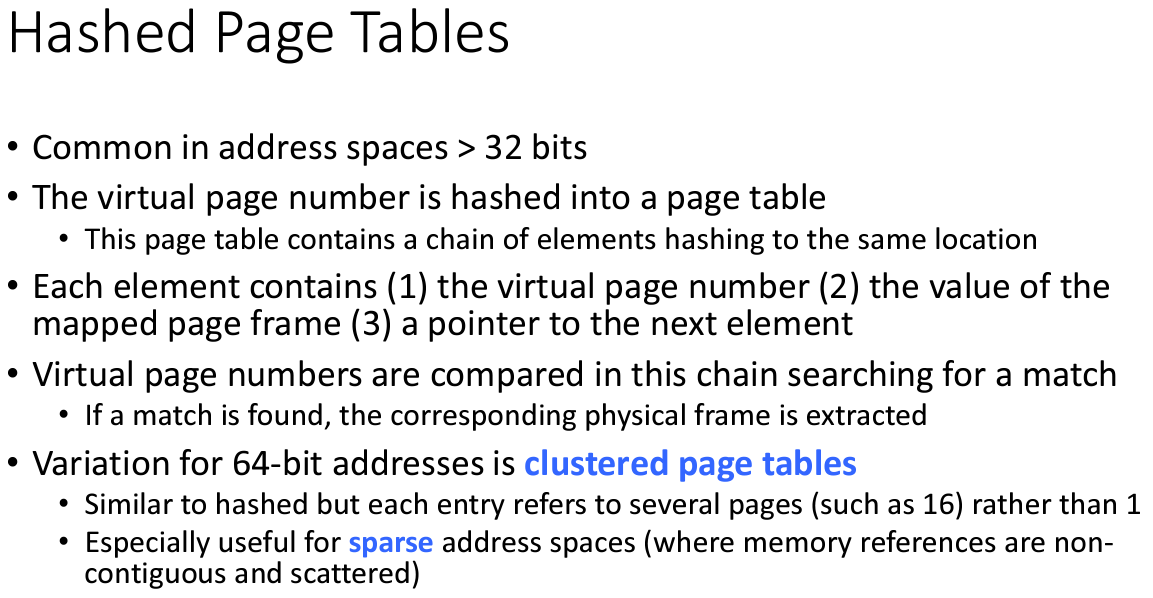 Hashed Page Tables
• Common in address spaces > 32 bits
• The virtual page number is hashed into a page table
• This page table contains a chain of elements hashing to the same location
• Each element contains (1) the virtual page number (2) the value of the
mapped page frame (3) a pointer to the next element
• Virtual page numbers are compared in this chain searching for a match
• If a match is found, the corresponding physical frame is extracted
• Variation for 64-bit addresses is clustered page tables
• Similar to hashed but each entry refers to several pages (such as 16) rather than 1
• Especially useful for sparse address spaces (where memory references are non-
contiguous and scattered)